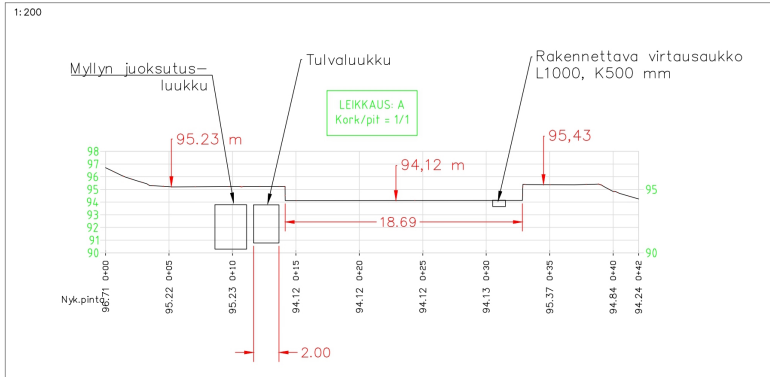 1:200
Myllyn juoksutus-
luukku
Tulvaluukku
Rakennettava virtausaukko
L1000, K500 mm
LEIKKAUS: A
Kork/pit = 1/1
95.23 m
94,12 m
95,43
98
97
96
95
94
93
92
91
90
95
90
18.69
Nyk.pinta
96.71 0+00
95.22 0+05
95.23 0+10
94.12 0+15
94.12 0+20
94.12 0+25
94.13 0+30
95.37 0+35
94.84 0+40
94.24 0+42
2.00